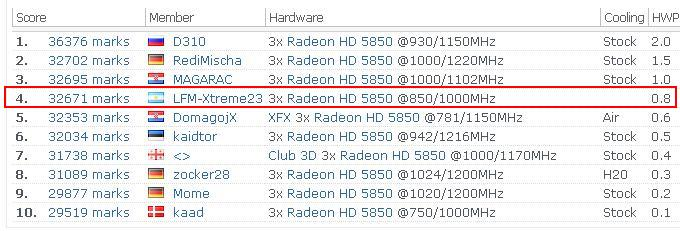 Score Member Hardware Cooling HWP
1. 36376 marks D310 3x Radeon HD 5850 @930/1150MHz Stock 2.0
2. 32702 marks RediMischa 3x Radeon HD 5850 @1000/1220MHz Stock 1.5
3. 32695 marks MAGARAC 3x Radeon HD 5850 @1000/1102MHz Stock 1.0
4. 32671 marks LFM-Xtreme23 3x Radeon HD 5850 @850/1000MHz 0.8
5. 32353 marks DomagojX XFX 3x Radeon HD 5850 @781/1150MHz Air 0.6
6. 32034 marks kaidtor 3x Radeon HD 5850 @942/1216MHz Stock 0.5
7. 31738 marks <> Club 3D 3x Radeon HD 5850 @1000/1170MHz Stock 0.4
8. 31089 marks zocker28 3x Radeon HD 5850 @1024/1200MHz H20 0.3
9. 29877 marks Mome 3x Radeon HD 5850 @1020/1200MHz Stock 0.2
10. 29519 marks kaad 3x Radeon HD 5850 @750/1000MHz Stock 0.1